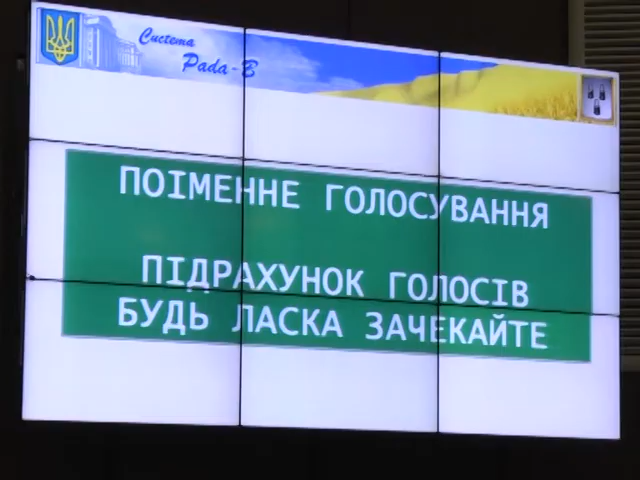 Система
Рада-В
ПОІМЕННЕ ГОЛОСУВАННЯ
ПІДРАХУНОК ГОЛОСІВ
БУДЬ ЛАСКА ЗАЧЕКАЙТЕ